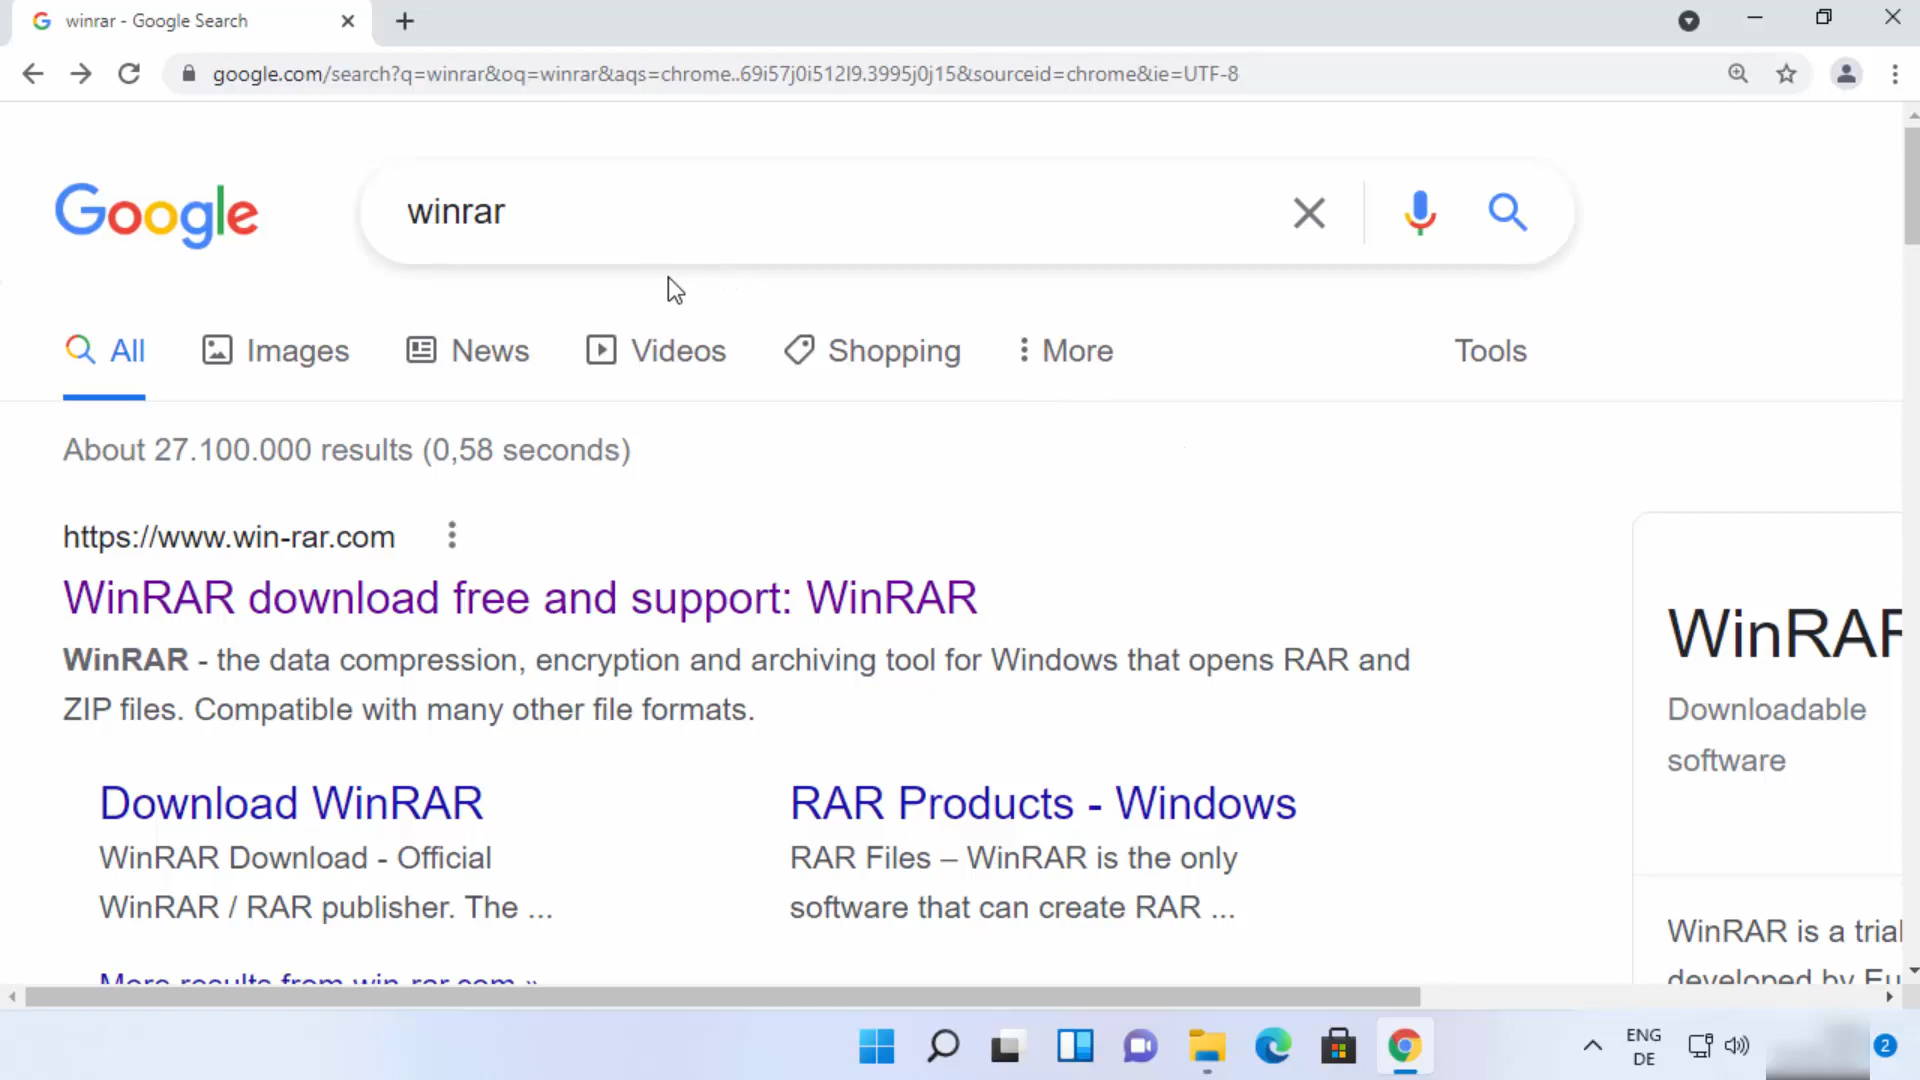 winrar - Google Search
google.com/search?q=winrar&oq=winrar&aqs=chrome..69i57j0i512l9.3995j0j15&sourceid=chrome&ie=UTF-8
Google
winrar
All
Images
News
Videos
Shopping
More
Tools
About 27.100.000 results (0,58 seconds)
https://www.win-rar.com
WinRAR download free and support: WinRAR
WinRAR - the data compression, encryption and archiving tool for Windows that opens RAR and
ZIP files. Compatible with many other file formats.
Download WinRAR
WinRAR Download - Official
WinRAR / RAR publisher. The ...
RAR Products - Windows
RAR Files – WinRAR is the only
software that can create RAR ...
More results from win-rar.com »
WinRAR
Downloadable
software
WinRAR is a trial
developed by Eu
ENG
DE
2